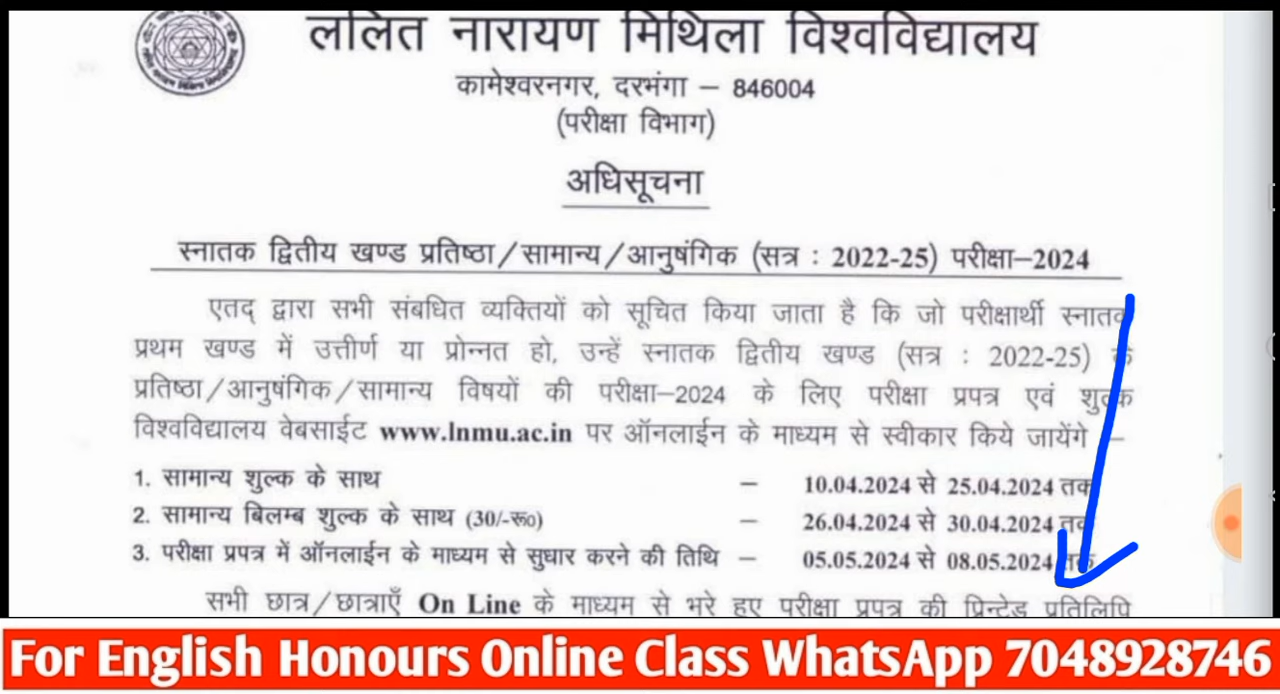 ललित नारायण मिथिला विश्वविद्यालय
कामेश्वरनगर, दरभंगा – 846004
(परीक्षा विभाग)
अधिसूचना
स्नातक द्वितीय खण्ड प्रतिष्ठा/सामान्य/आनुषंगिक (सत्र : 2022-25) परीक्षा–2024
एतद् द्वारा सभी संबधित व्यक्तियों को सूचित किया जाता है कि जो परीक्षार्थी स्नातक
प्रथम खण्ड में उत्तीर्ण या प्रोन्नत हो, उन्हें स्नातक द्वितीय खण्ड (सत्र : 2022-25) के
प्रतिष्ठा/आनुषंगिक/सामान्य विषयों की परीक्षा–2024 के लिए परीक्षा प्रपत्र एवं शुल्क
विश्वविद्यालय वेबसाईट www.lnmu.ac.in पर ऑनलाईन के माध्यम से स्वीकार किये जायेंगे –
1. सामान्य शुल्क के साथ – 10.04.2024 से 25.04.2024 तक
2. सामान्य बिलम्ब शुल्क के साथ (30/-रू०) – 26.04.2024 से 30.04.2024 तक
3. परीक्षा प्रपत्र में ऑनलाईन के माध्यम से सुधार करने की तिथि – 05.05.2024 से 08.05.2024 तक
सभी छात्र/छात्राएँ On Line के माध्यम से भरे हुए परीक्षा प्रपत्र की प्रिन्टेड प्रतिलिपि
For English Honours Online Class WhatsApp 7048928746